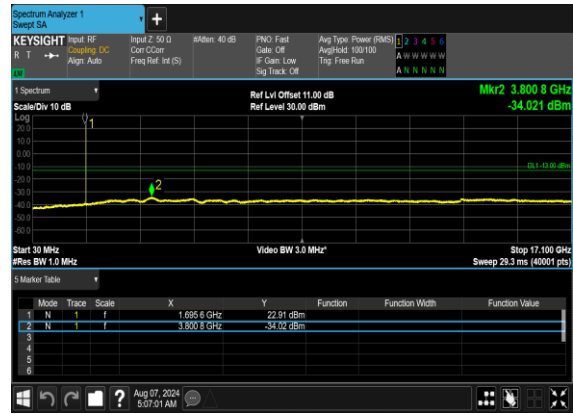 Spectrum Analyzer 1
Swept SA
+
KEYSIGHT Input: RF Input Z: 50 Ω #Atten: 40 dB PNO: Fast Avg Type: Power (RMS) 1 2 3 4 5 6
R T Coupling: DC Corr CCorr Gate: Off Avg|Hold: 100/100 A W W W W W
Align: Auto Freq Ref: Int (S) IF Gain: Low Trig: Free Run
Sig Track: Off A N N N N N
1 Spectrum
Ref Lvl Offset 11.00 dB Mkr2 3.800 8 GHz
Scale/Div 10 dB Ref Level 30.00 dBm -34.021 dBm
Log
1
20.0
10.0
0.00
-10.0
DL1 -13.00 dBm
-20.0
2
-30.0
-40.0
-50.0
-60.0
Start 30 MHz Video BW 3.0 MHz* Stop 17.100 GHz
#Res BW 1.0 MHz Sweep 29.3 ms (40001 pts)
5 Marker Table
Mode Trace Scale X Y Function Function Width Function Value
1 N 1 f 1.695 6 GHz 22.91 dBm
2 N 1 f 3.800 8 GHz -34.02 dBm
3
4
5
6
? Aug 07, 2024
5:07:01 AM